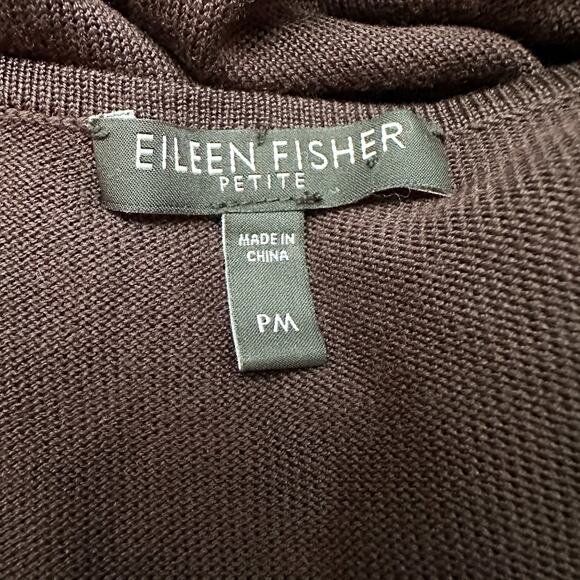 EILEEN FISHER
PETITE
MADE IN
CHINA
PM